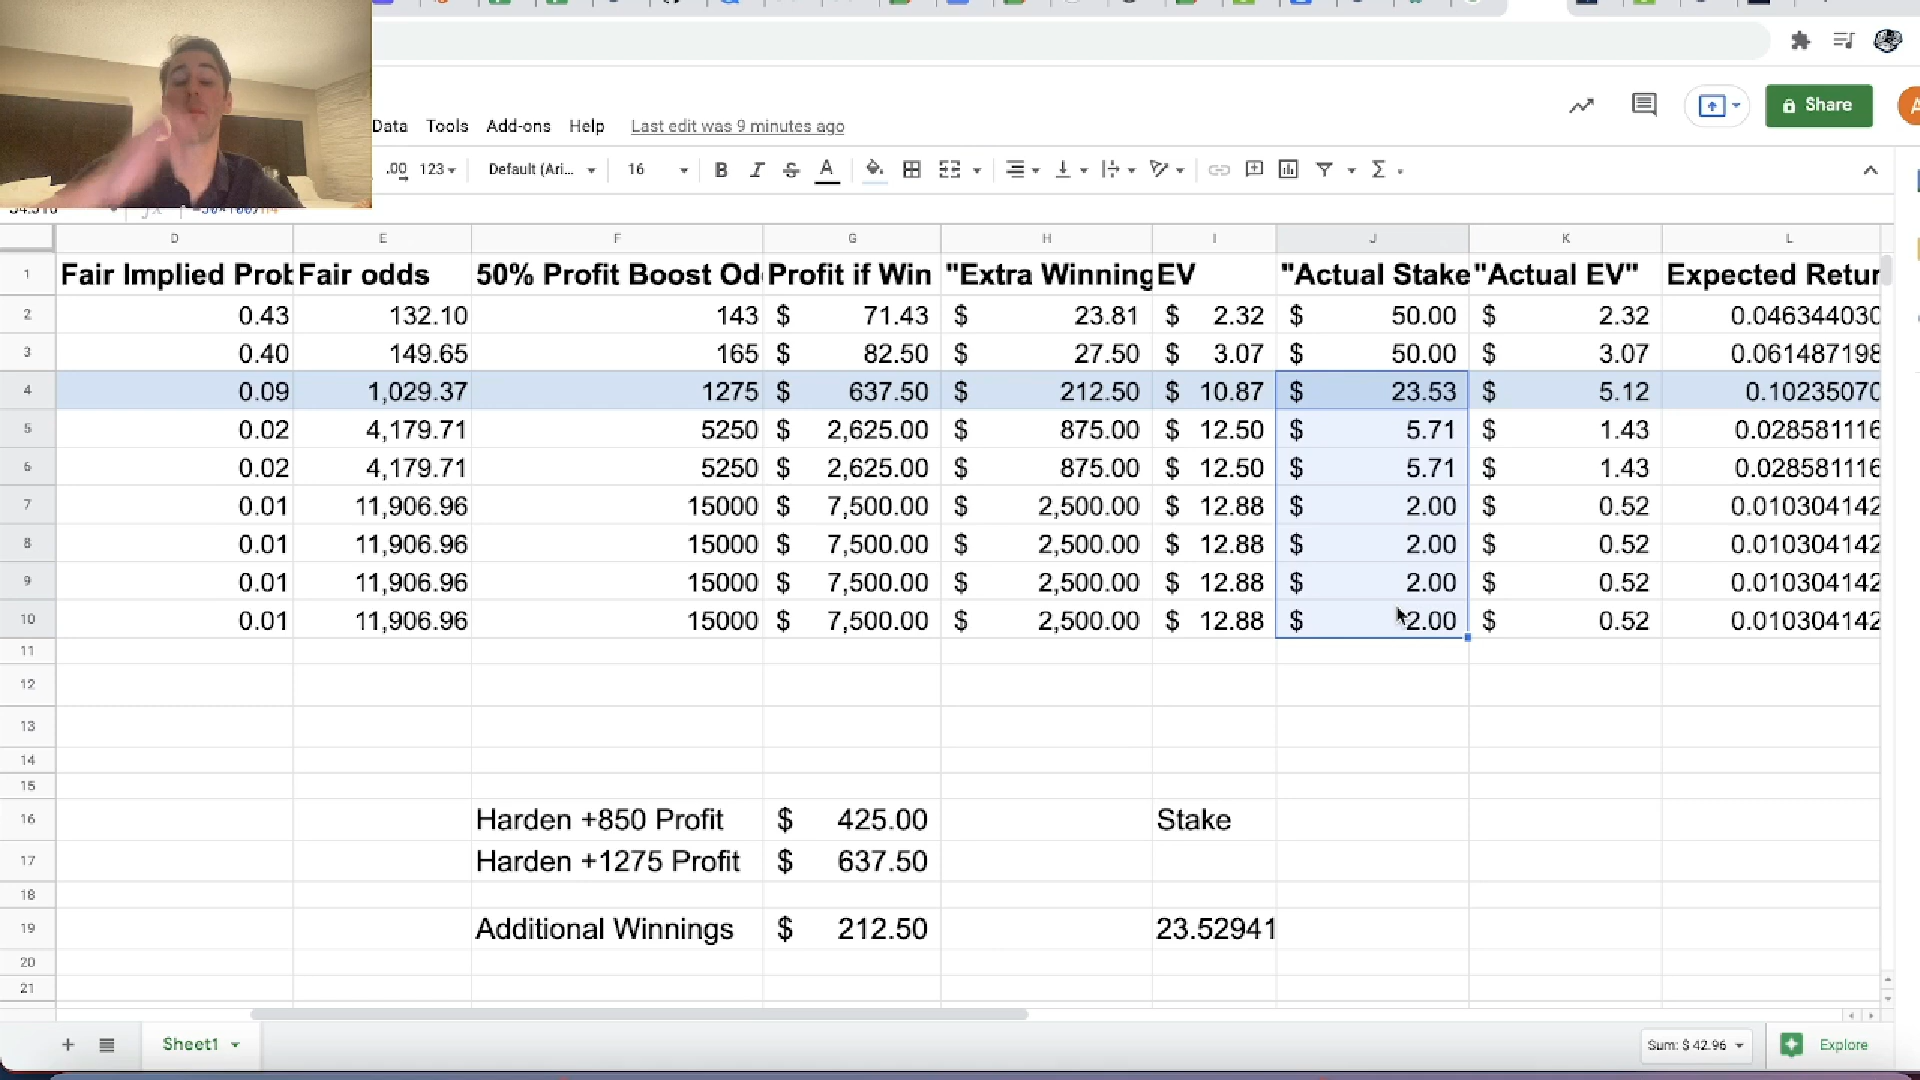 Data Tools Add-ons Help Last edit was 9 minutes ago
Share
.00 123 Default (Ari... 16 B I S A
D E F G H I J K L
1 Fair Implied Prob Fair odds 50% Profit Boost Od Profit if Win "Extra Winning EV "Actual Stake "Actual EV" Expected Retur
2 0.43 132.10 143 $ 71.43 $ 23.81 $ 2.32 $ 50.00 $ 2.32 0.046344030
3 0.40 149.65 165 $ 82.50 $ 27.50 $ 3.07 $ 50.00 $ 3.07 0.061487198
4 0.09 1,029.37 1275 $ 637.50 $ 212.50 $ 10.87 $ 23.53 $ 5.12 0.10235070
5 0.02 4,179.71 5250 $ 2,625.00 $ 875.00 $ 12.50 $ 5.71 $ 1.43 0.028581116
6 0.02 4,179.71 5250 $ 2,625.00 $ 875.00 $ 12.50 $ 5.71 $ 1.43 0.028581116
7 0.01 11,906.96 15000 $ 7,500.00 $ 2,500.00 $ 12.88 $ 2.00 $ 0.52 0.010304142
8 0.01 11,906.96 15000 $ 7,500.00 $ 2,500.00 $ 12.88 $ 2.00 $ 0.52 0.010304142
9 0.01 11,906.96 15000 $ 7,500.00 $ 2,500.00 $ 12.88 $ 2.00 $ 0.52 0.010304142
10 0.01 11,906.96 15000 $ 7,500.00 $ 2,500.00 $ 12.88 $ 2.00 $ 0.52 0.010304142
11
12
13
14
15
16 Harden +850 Profit $ 425.00 Stake
17 Harden +1275 Profit $ 637.50
18
19 Additional Winnings $ 212.50 23.52941
20
21
Sheet1 Sum: $ 42.96 Explore